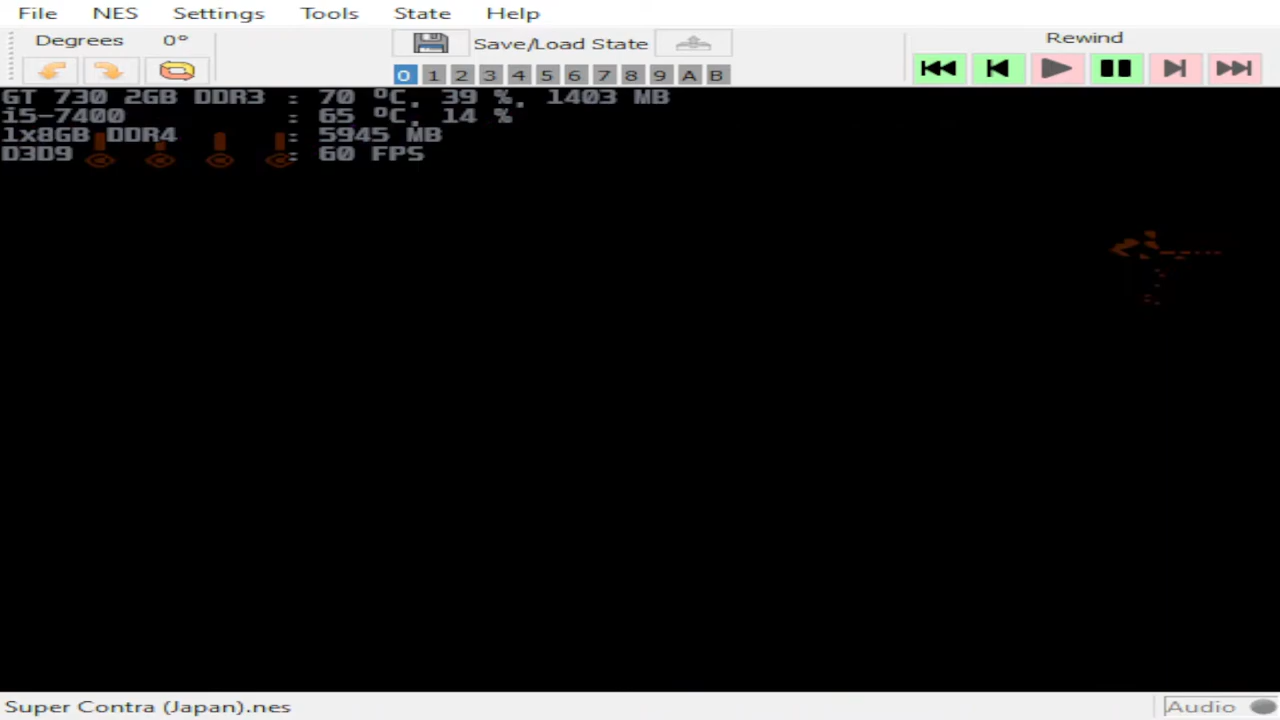 File NES Settings Tools State Help
Degrees 0° Save/Load State Rewind
0 1 2 3 4 5 6 7 8 9 A B
GT 730 2GB DDR3 : 70 ºC, 39 %, 1403 MB
i5-7400 : 65 ºC, 14 %
1x8GB DDR4 : 5945 MB
D3D9 : 60 FPS
Super Contra (Japan).nes Audio